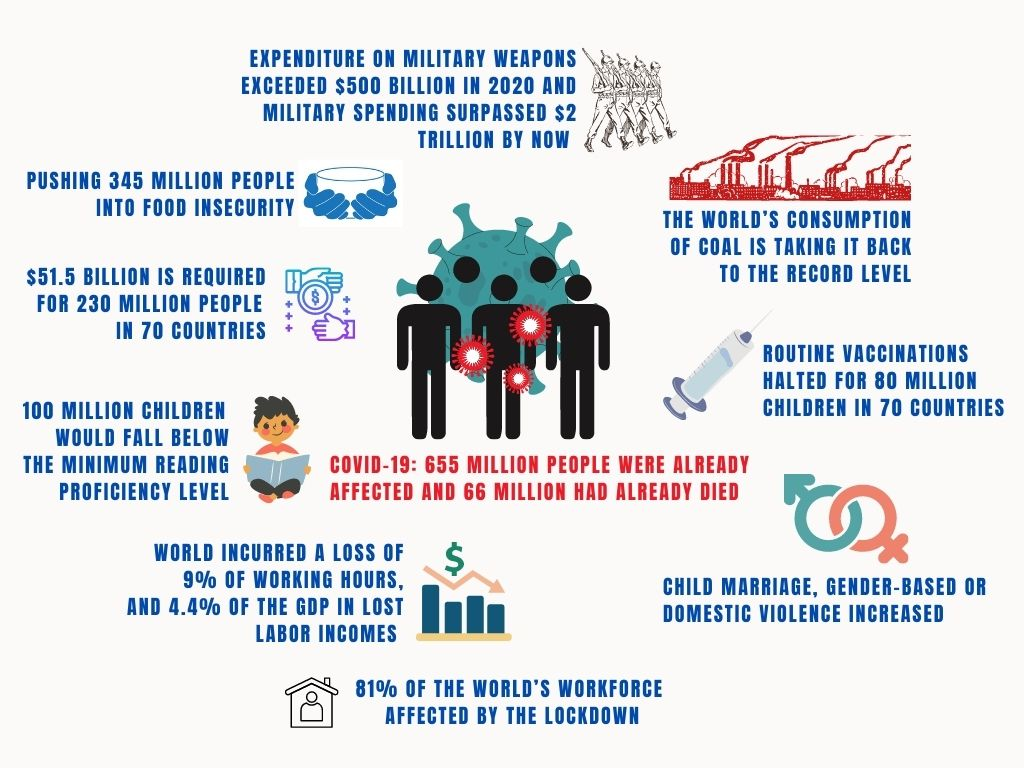 EXPENDITURE ON MILITARY WEAPONS
EXCEEDED $500 BILLION IN 2020 AND
MILITARY SPENDING SURPASSED $2
TRILLION BY NOW
PUSHING 345 MILLION PEOPLE
INTO FOOD INSECURITY
THE WORLD'S CONSUMPTION
OF COAL IS TAKING IT BACK
TO THE RECORD LEVEL
$51.5 BILLION IS REQUIRED
FOR 230 MILLION PEOPLE
IN 70 COUNTRIES
$
ROUTINE VACCINATIONS
HALTED FOR 80 MILLION
CHILDREN IN 70 COUNTRIES
100 MILLION CHILDREN
WOULD FALL BELOW
THE MINIMUM READING
PROFICIENCY LEVEL
COVID-19: 655 MILLION PEOPLE WERE ALREADY
AFFECTED AND 66 MILLION HAD ALREADY DIED
WORLD INCURRED A LOSS OF
9% OF WORKING HOURS,
AND 4.4% OF THE GDP IN LOST
LABOR INCOMES
$
CHILD MARRIAGE, GENDER-BASED OR
DOMESTIC VIOLENCE INCREASED
81% OF THE WORLD'S WORKFORCE
AFFECTED BY THE LOCKDOWN